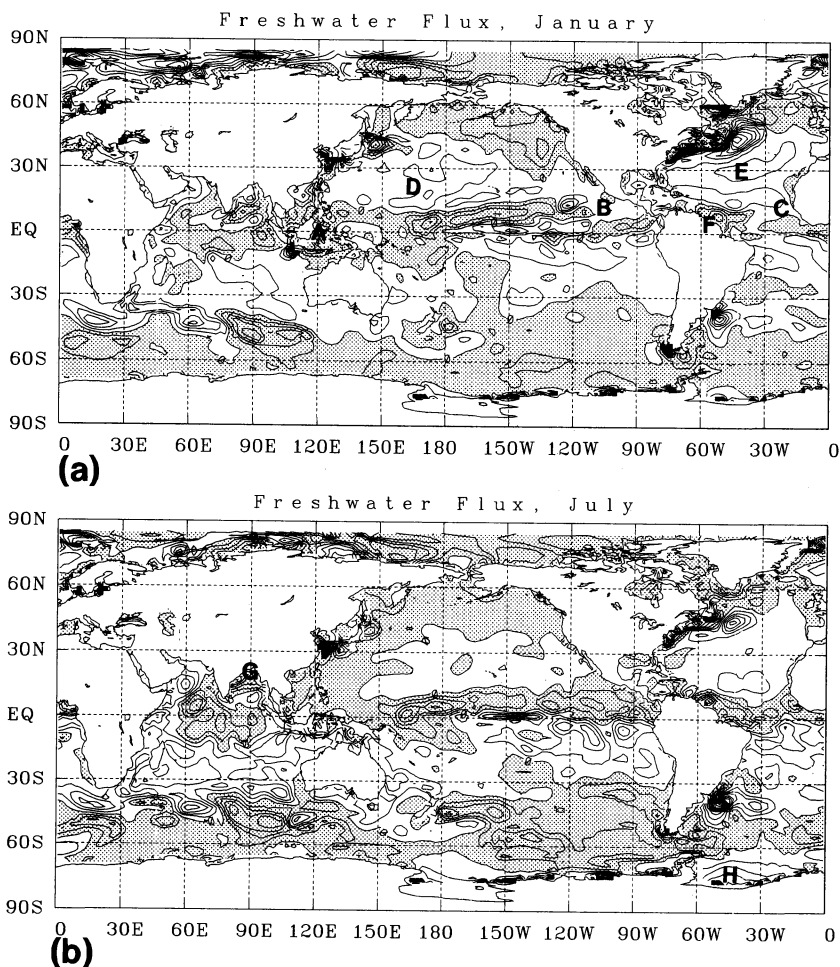 Freshwater Flux, January
90N
60N
30N
EQ
30S
60S
90S
A
B
C
D
E
F
0 30E 60E 90E 120E 150E 180 150W 120W 90W 60W 30W 0
(a)
Freshwater Flux, July
90N
60N
30N
EQ
30S
60S
90S
G
H
0 30E 60E 90E 120E 150E 180 150W 120W 90W 60W 30W 0
(b)